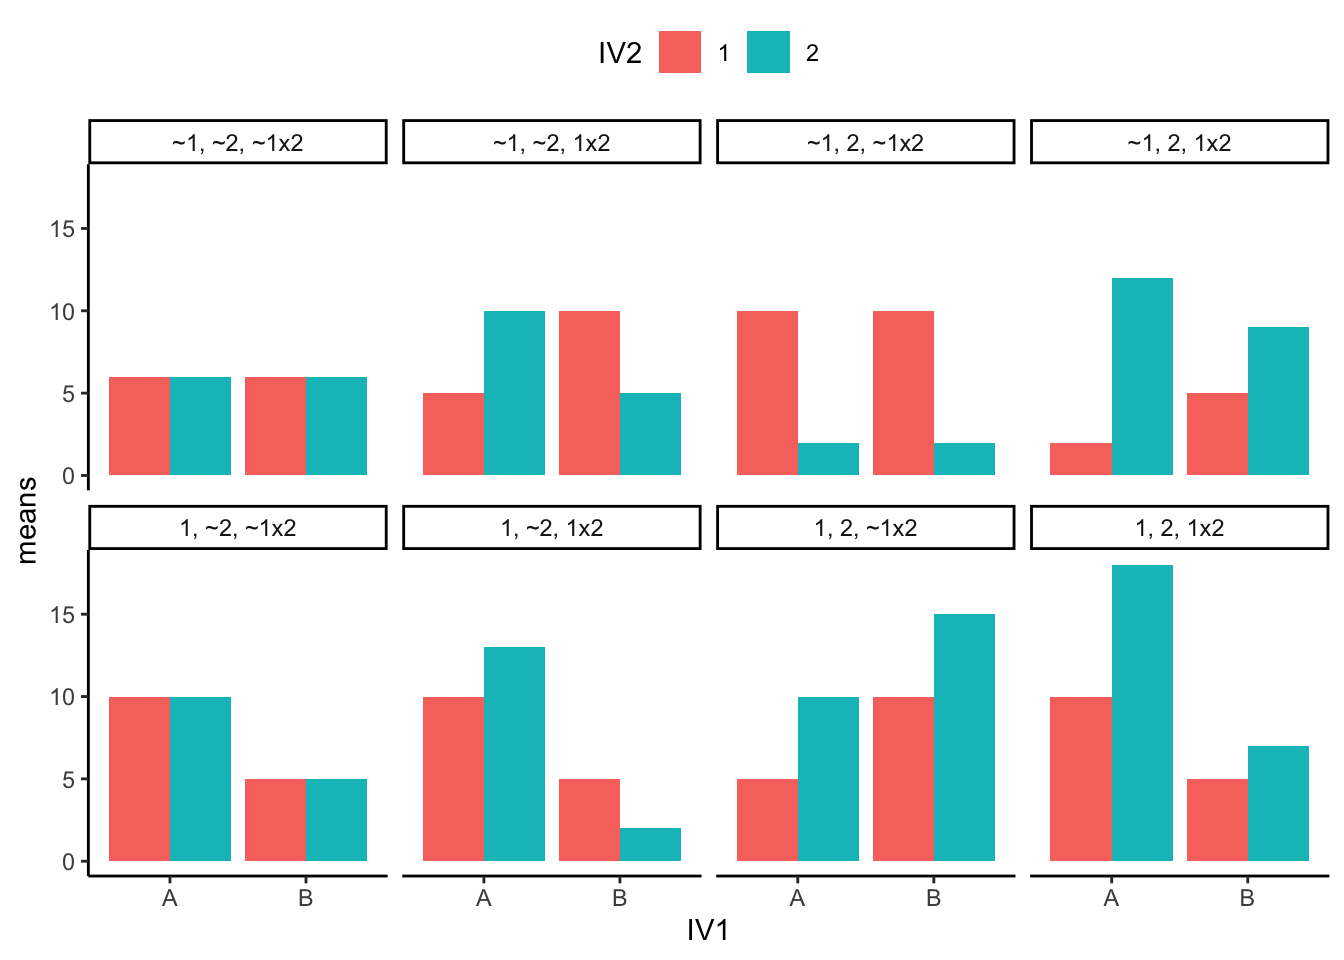 IV2 1 2
~1, ~2, ~1x2
~1, ~2, 1x2
~1, 2, ~1x2
~1, 2, 1x2
15
10
5
0
means
1, ~2, ~1x2
1, ~2, 1x2
1, 2, ~1x2
1, 2, 1x2
15
10
5
0
A B A B A B A B
IV1